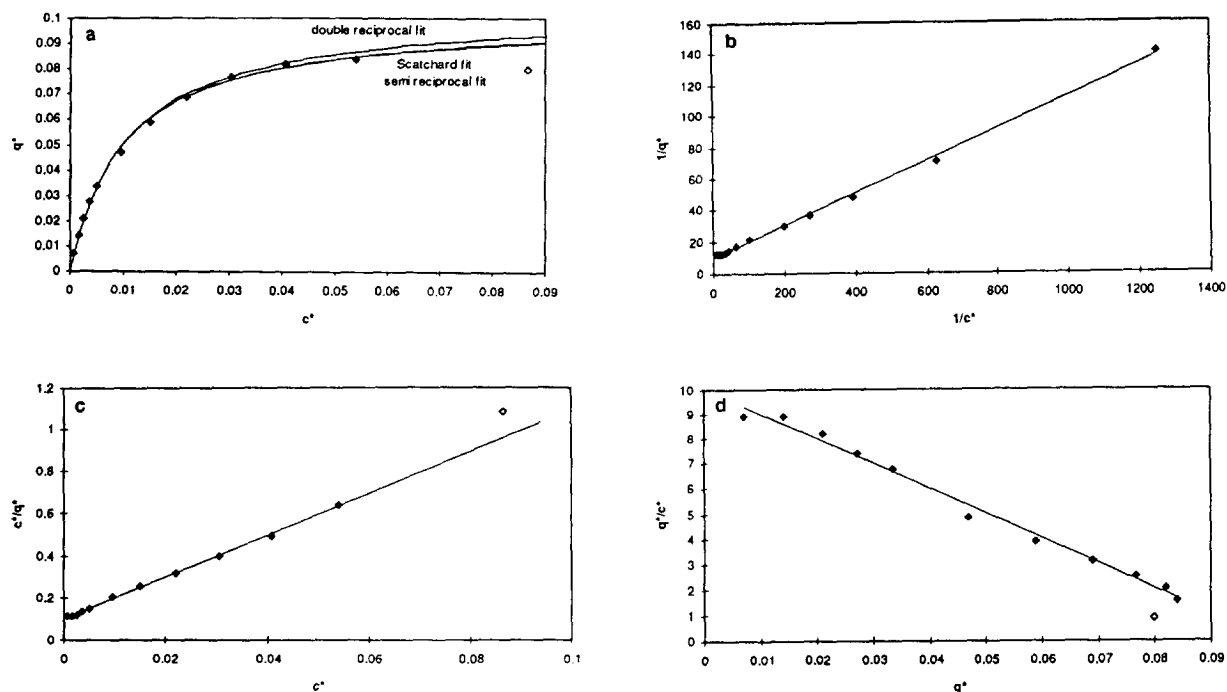 a
0.1
0.09
0.08
0.07
0.06
0.05
0.04
0.03
0.02
0.01
0
q*
double reciprocal fit
Scatchard fit
semi reciprocal fit
0 0.01 0.02 0.03 0.04 0.05 0.06 0.07 0.08 0.09
c*
b
160
140
120
100
80
60
40
20
0
1/q*
0 200 400 600 800 1000 1200 1400
1/c*
c
1.2
1
0.8
0.6
0.4
0.2
0
c*/q*
0 0.02 0.04 0.06 0.08 0.1
c*
d
10
9
8
7
6
5
4
3
2
1
0
q*/c*
0 0.01 0.02 0.03 0.04 0.05 0.06 0.07 0.08 0.09
q*